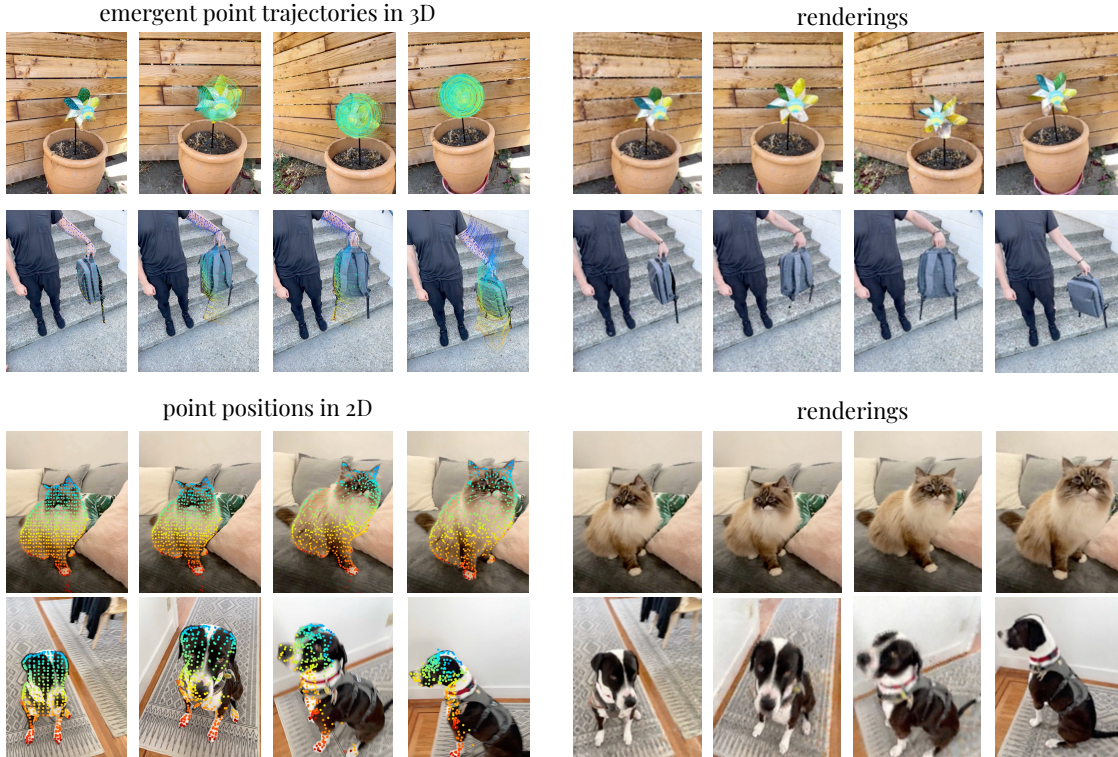 emergent point trajectories in 3D
renderings
point positions in 2D
renderings